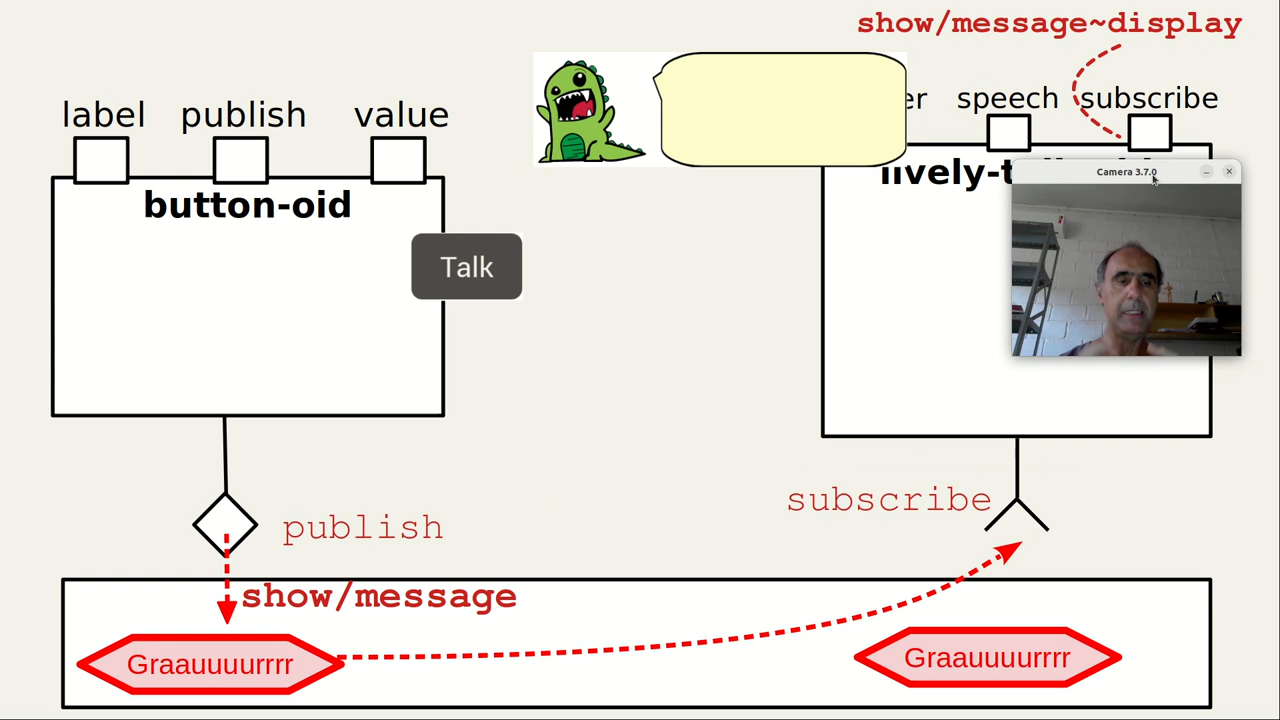 show/message~display
label publish value
er speech subscribe
button-oid
lively-t
Camera 3.7.0
Talk
publish
subscribe
show/message
Graauuuurrrr
Graauuuurrrr